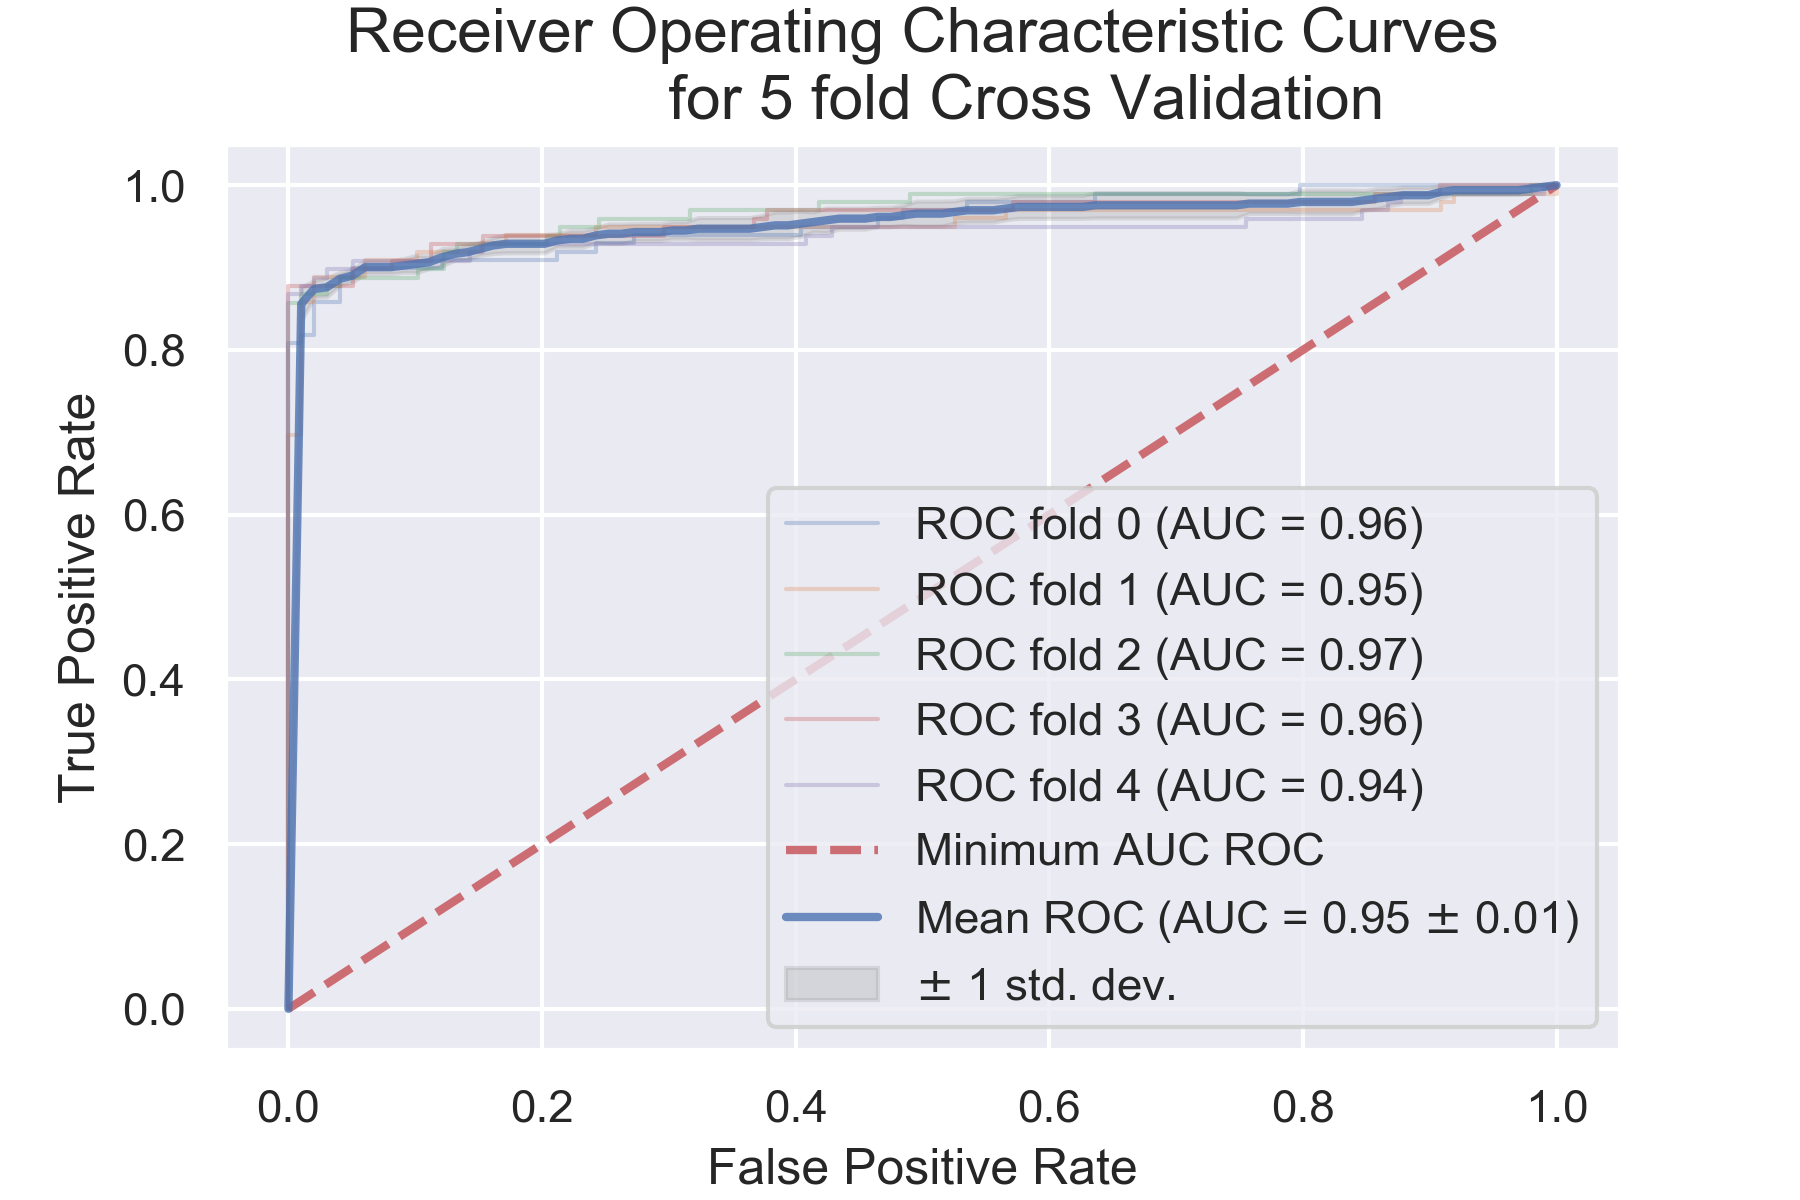 Receiver Operating Characteristic Curves
for 5 fold Cross Validation
True Positive Rate
1.0
0.8
0.6
0.4
0.2
0.0
ROC fold 0 (AUC = 0.96)
ROC fold 1 (AUC = 0.95)
ROC fold 2 (AUC = 0.97)
ROC fold 3 (AUC = 0.96)
ROC fold 4 (AUC = 0.94)
Minimum AUC ROC
Mean ROC (AUC = 0.95 ± 0.01)
± 1 std. dev.
0.0 0.2 0.4 0.6 0.8 1.0
False Positive Rate